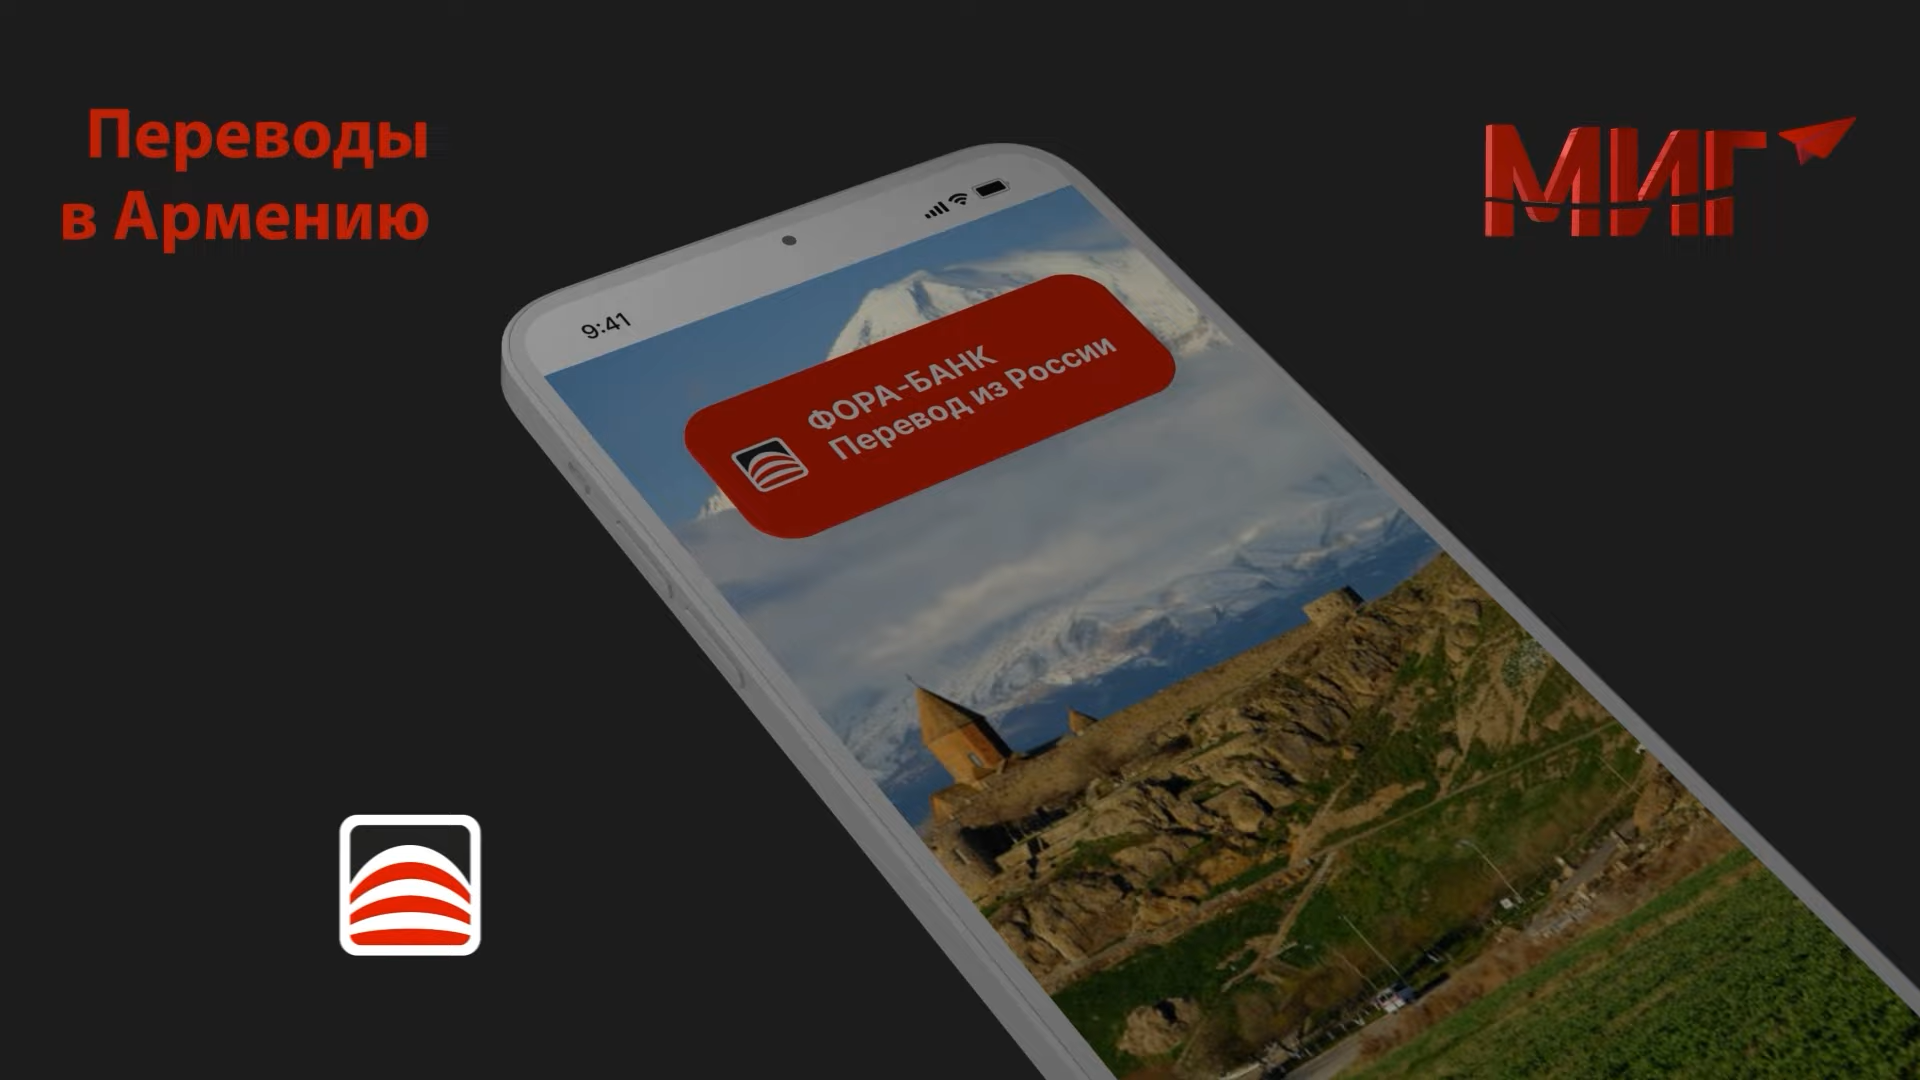 Переводы
в Армению
МИГ
9:41
ФОРА-БАНК
Перевод из России